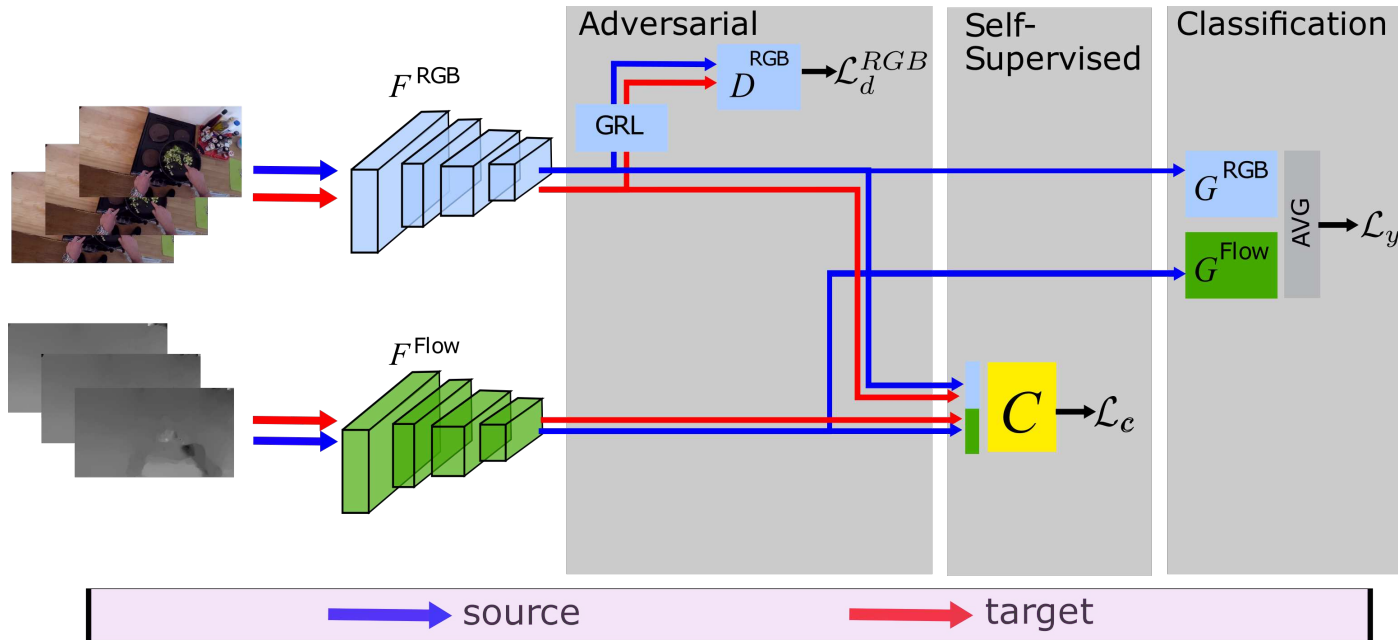 Adversarial
Self-
Supervised
Classification
F^RGB
GRL
D^RGB
ℒ_d^RGB
G^RGB
G^Flow
AVG
ℒ_y
F^Flow
C
ℒ_c
source
target